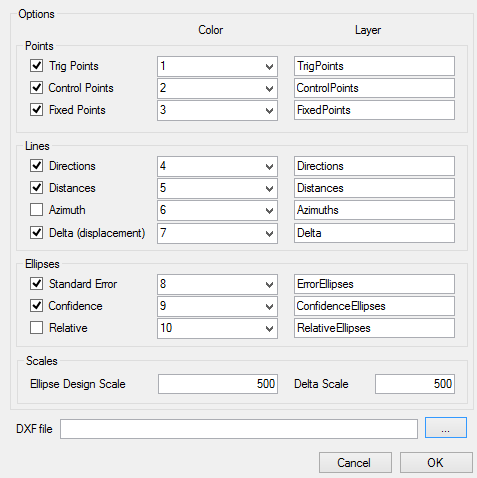 Options
Color Layer
Points
Trig Points 1 TrigPoints
Control Points 2 ControlPoints
Fixed Points 3 FixedPoints
Lines
Directions 4 Directions
Distances 5 Distances
Azimuth 6 Azimuths
Delta (displacement) 7 Delta
Ellipses
Standard Error 8 ErrorEllipses
Confidence 9 ConfidenceEllipses
Relative 10 RelativeEllipses
Scales
Ellipse Design Scale 500 Delta Scale 500
DXF file ...
Cancel OK